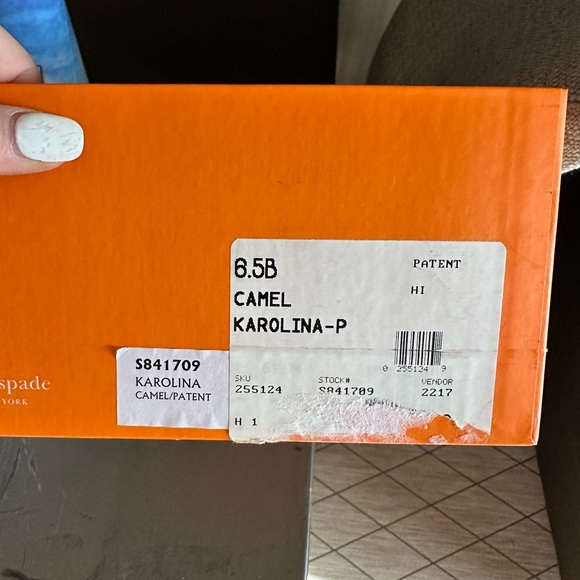 6.5B PATENT
HI
CAMEL
KAROLINA-P
0 255124 9
SKU STOCK# VENDOR
255124 S841709 2217
H 1
S841709
KAROLINA
CAMEL/PATENT
spade
YORK